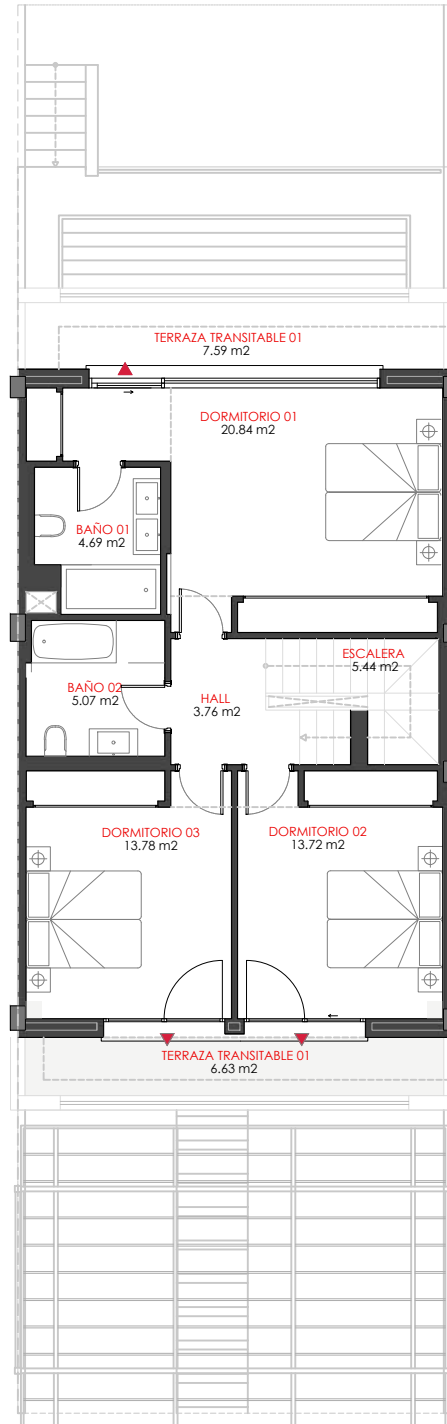 TERRAZA TRANSITABLE 01
7.59 m2
DORMITORIO 01
20.84 m2
BAÑO 01
4.69 m2
ESCALERA
5.44 m2
BAÑO 02
5.07 m2
HALL
3.76 m2
DORMITORIO 03
13.78 m2
DORMITORIO 02
13.72 m2
TERRAZA TRANSITABLE 01
6.63 m2